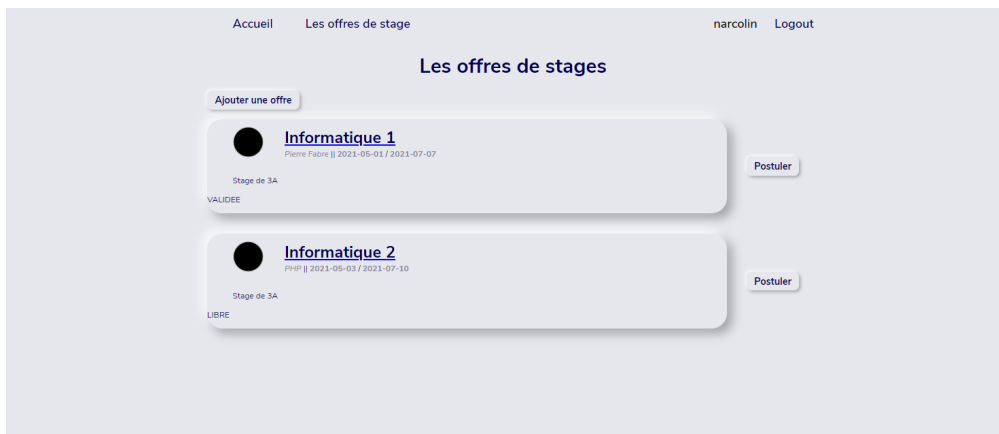 Accueil Les offres de stage narcolin Logout
Les offres de stages
Ajouter une offre
Informatique 1
Pierre Fabre || 2021-05-01 / 2021-07-07
Postuler
Stage de 3A
VALIDEE
Informatique 2
PHP || 2021-05-03 / 2021-07-10
Postuler
Stage de 3A
LIBRE